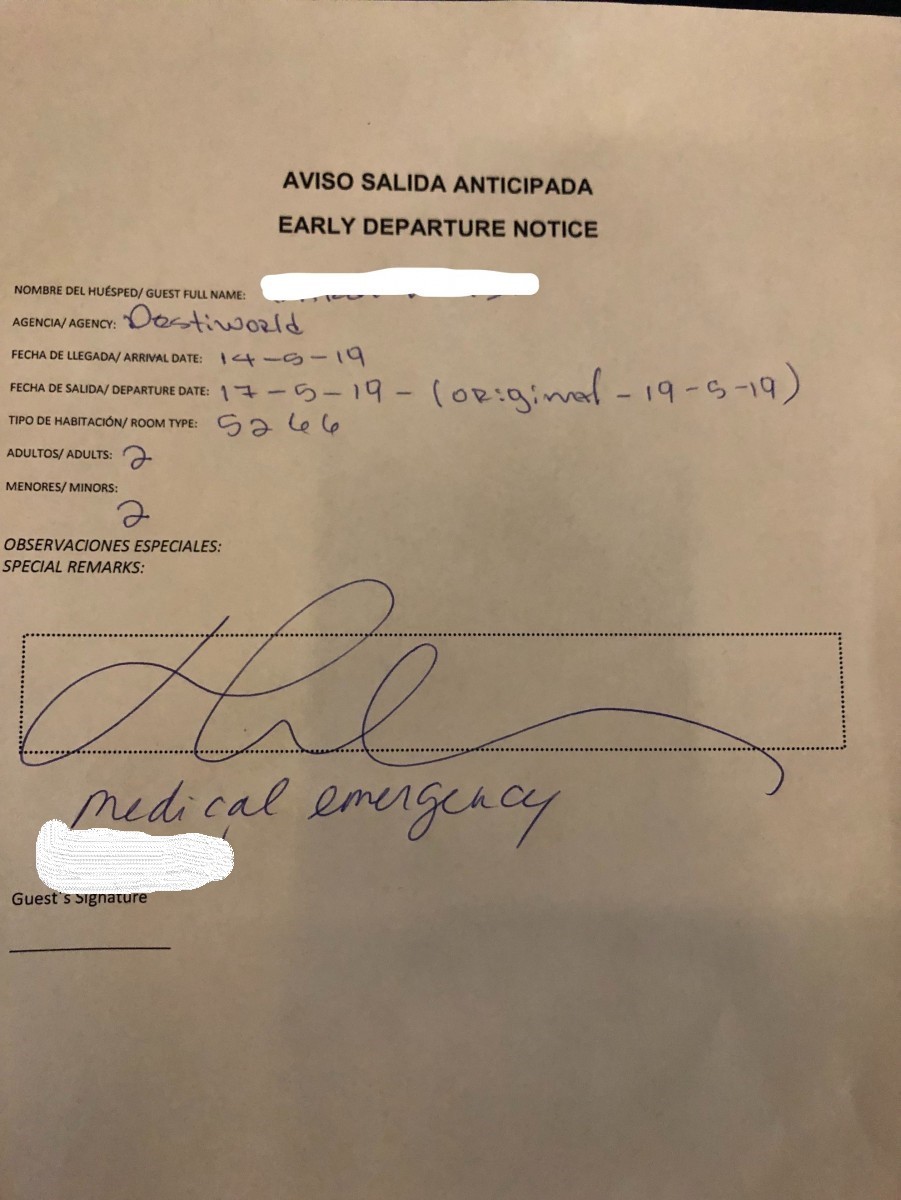 AVISO SALIDA ANTICIPADA
EARLY DEPARTURE NOTICE
NOMBRE DEL HUÉSPED/ GUEST FULL NAME:
AGENCIA/ AGENCY: Destiworld
FECHA DE LLEGADA/ ARRIVAL DATE: 14-5-19
FECHA DE SALIDA/ DEPARTURE DATE: 17-5-19 - (original - 19-5-19)
TIPO DE HABITACIÓN/ ROOM TYPE: 5266
ADULTOS/ ADULTS: 2
MENORES/ MINORS:
2
OBSERVACIONES ESPECIALES:
SPECIAL REMARKS:
medical emergency
Guest's Signature